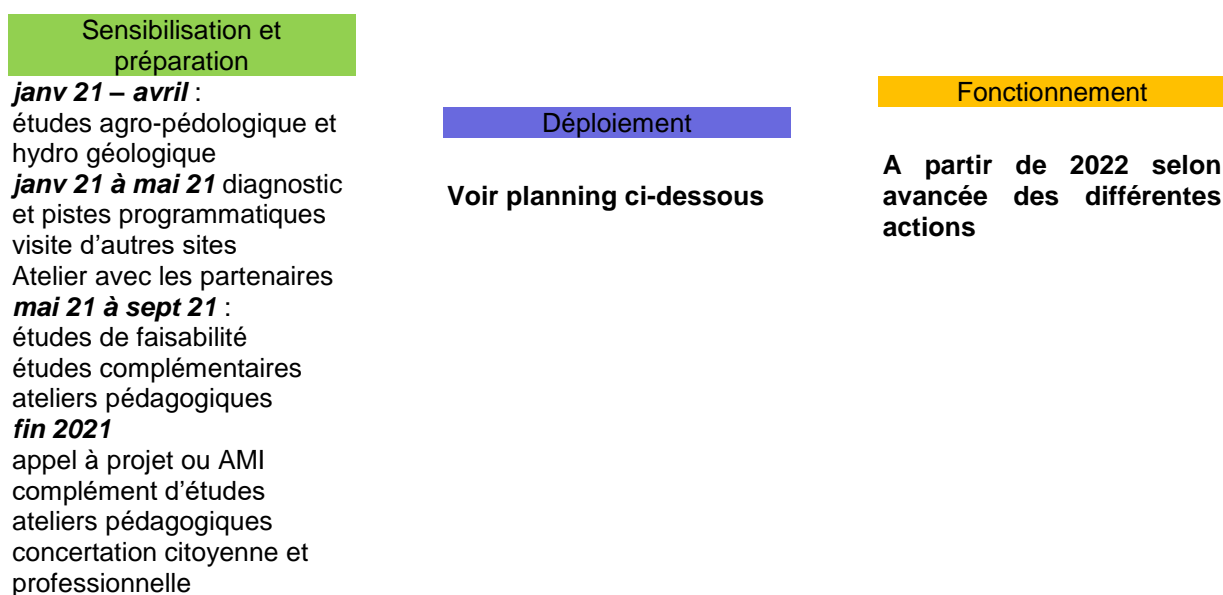 Sensibilisation et
préparation
janv 21 – avril :
études agro-pédologique et
hydro géologique
janv 21 à mai 21 diagnostic
et pistes programmatiques
visite d'autres sites
Atelier avec les partenaires
mai 21 à sept 21 :
études de faisabilité
études complémentaires
ateliers pédagogiques
fin 2021
appel à projet ou AMI
complément d'études
ateliers pédagogiques
concertation citoyenne et
professionnelle
Déploiement
Voir planning ci-dessous
Fonctionnement
A partir de 2022 selon
avancée des différentes
actions